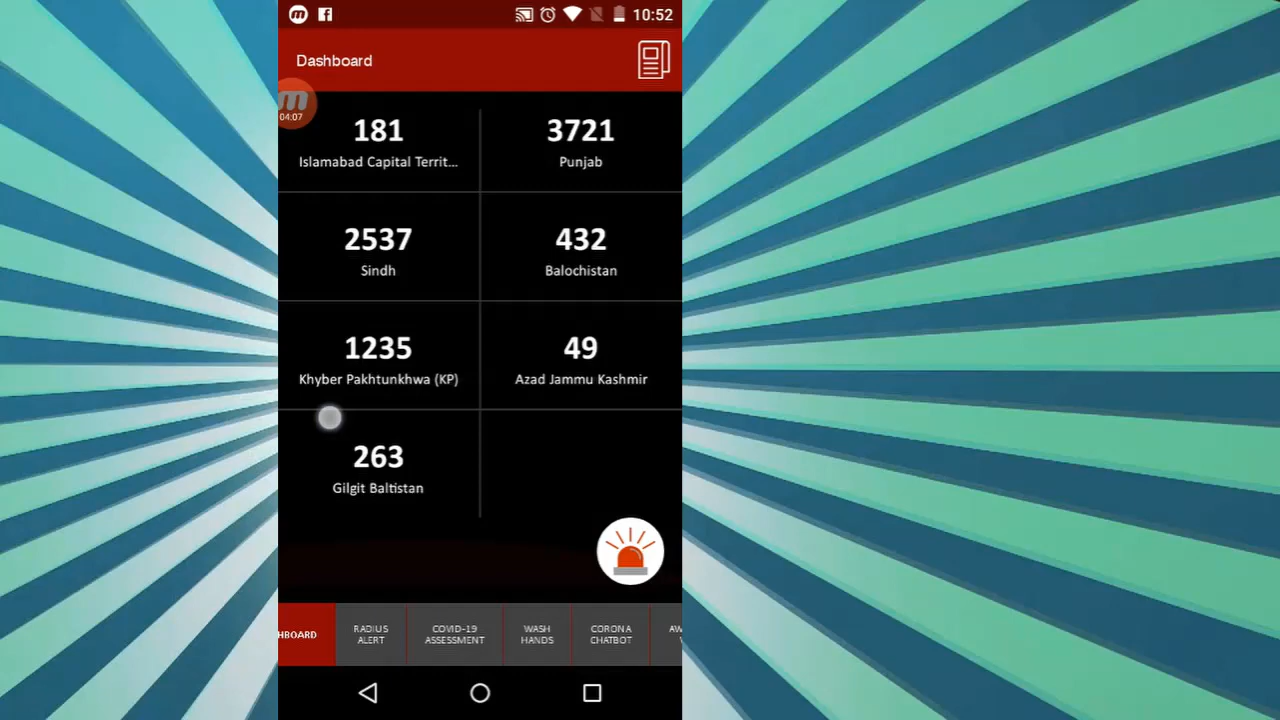 10:52
Dashboard
04:07
181
Islamabad Capital Territ...
3721
Punjab
2537
Sindh
432
Balochistan
1235
Khyber Pakhtunkhwa (KP)
49
Azad Jammu Kashmir
263
Gilgit Baltistan
HBOARD
RADIUS
ALERT
COVID-19
ASSESSMENT
WASH
HANDS
CORONA
CHATBOT